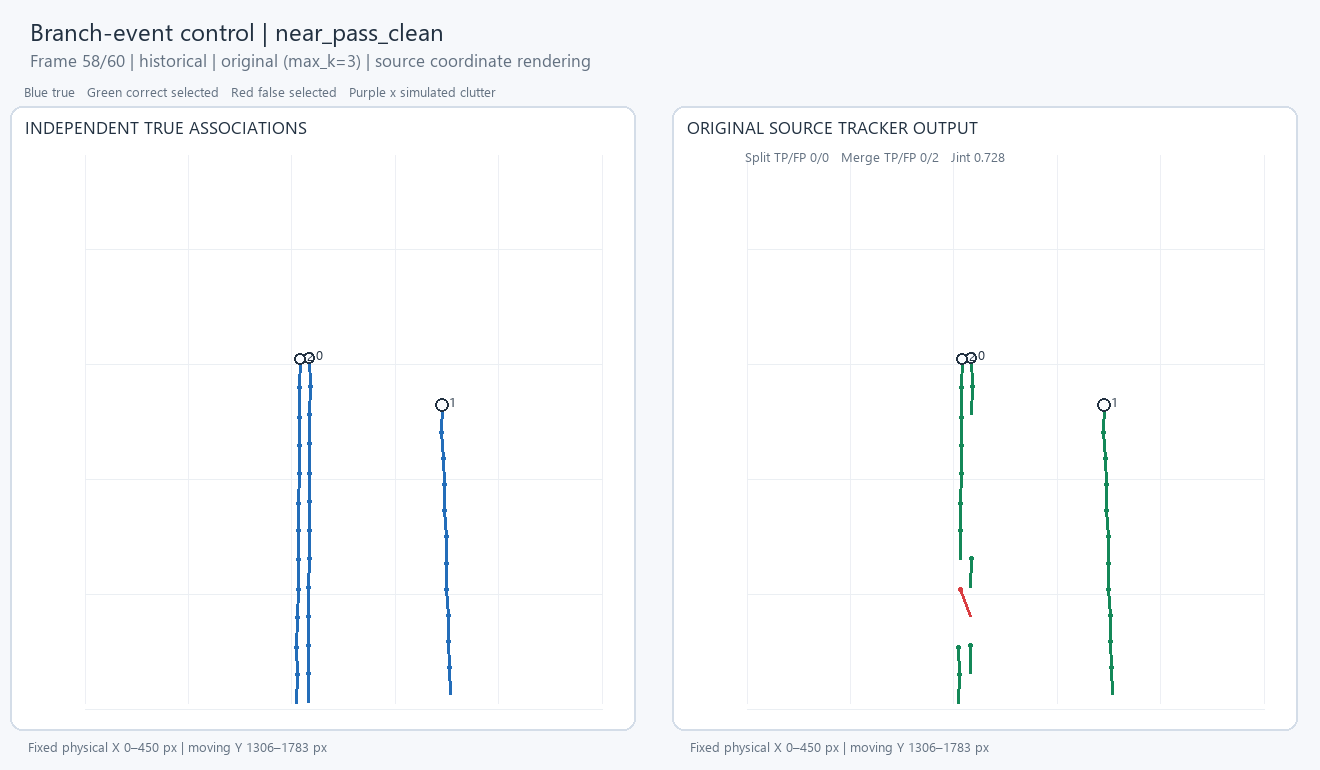 Branch-event control | near_pass_clean
Frame 58/60 | historical | original (max_k=3) | source coordinate rendering
Blue true Green correct selected Red false selected Purple x simulated clutter
INDEPENDENT TRUE ASSOCIATIONS
0
1
Fixed physical X 0–450 px | moving Y 1306–1783 px
ORIGINAL SOURCE TRACKER OUTPUT
Split TP/FP 0/0 Merge TP/FP 0/2 Jint 0.728
0
1
Fixed physical X 0–450 px | moving Y 1306–1783 px